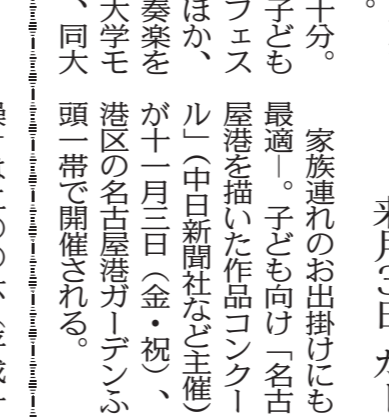 。
十分。
子ども
フェス
ほか、
奏楽を
大学モ
、同大
来月3日
家族連れのお出掛けにも
最適―。子ども向け「名古
屋港を描いた作品コンクー
ル」(中日新聞社など主催)
が十一月三日(金・祝)、
港区の名古屋港ガーデンふ
頭一帯で開催される。